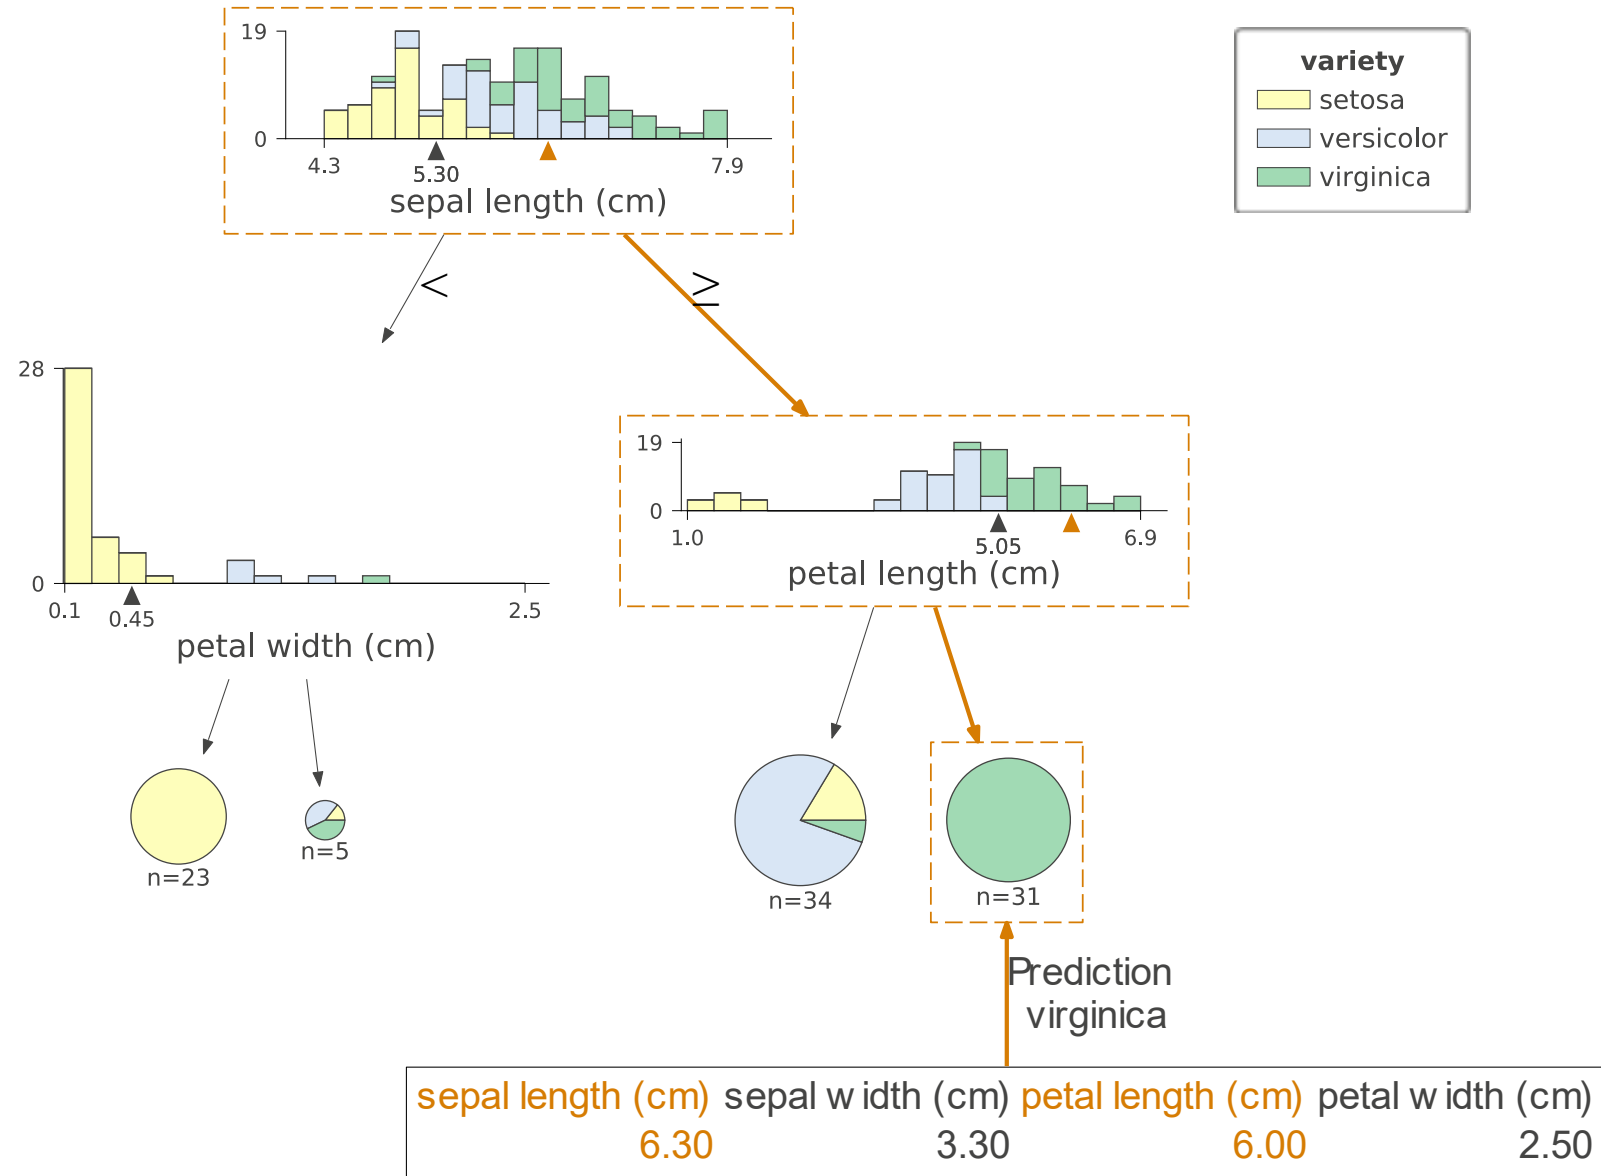 19
0
4.3
5.30
7.9
sepal length (cm)
variety
setosa
versicolor
virginica
<
≥
28
0
0.1
0.45
2.5
petal width (cm)
19
0
1.0
5.05
6.9
petal length (cm)
n=23
n=5
n=34
n=31
Prediction
virginica
sepal length (cm) sepal width (cm) petal length (cm) petal width (cm)
6.30 3.30 6.00 2.50